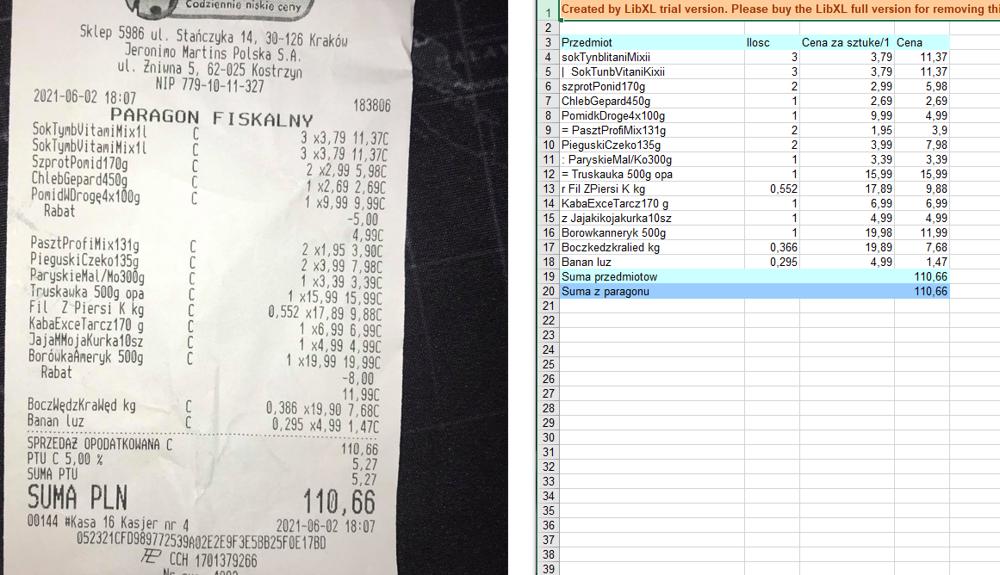 Codziennie niskie ceny
Sklep 5986 ul. Stańczyka 14, 30-126 Kraków
Jeronimo Martins Polska S.A.
ul. Żniwna 5, 62-025 Kostrzyn
NIP 779-10-11-327
2021-06-02 18:07 183806
PARAGON FISKALNY
SokTymbVitamiMix1l C 3 x3,79 11,37C
SokTymbVitamiMix1l C 3 x3,79 11,37C
SzprotPomid170g C 2 x2,99 5,98C
ChlebGepard450g C 1 x2,69 2,69C
PomidWDrogę4x100g C 1 x9,99 9,99C
Rabat -5,00
4,99C
PasztProfiMix131g C 2 x1,95 3,90C
PieguskiCzeko135g C 2 x3,99 7,98C
ParyskieMal/Mo300g C 1 x3,39 3,39C
Truskawka 500g opa C 1 x15,99 15,99C
Fil Z Piersi K kg C 0,552 x17,89 9,88C
KabaExceTarcz170 g C 1 x6,99 6,99C
JajaMMojaKurka10sz C 1 x4,99 4,99C
BorówkaAmeryk 500g C 1 x19,99 19,99C
Rabat -8,00
11,99C
BoczWędzKraWęd kg C 0,386 x19,90 7,68C
Banan luz C 0,295 x4,99 1,47C
SPRZEDAŻ OPODATKOWANA C 110,66
PTU C 5,00 % 5,27
SUMA PTU 5,27
SUMA PLN 110,66
00144 #Kasa 16 Kasjer nr 4 2021-06-02 18:07
052321CFD989772539A02E2E9F3E5BB25F0E17BD
CCH 1701379266
1 Created by LibXL trial version. Please buy the LibXL full version for removing thi
2
3 Przedmiot Ilosc Cena za sztuke/1 Cena
4 sokTynblitaniMixii 3 3,79 11,37
5 | SokTunbVitaniKixii 3 3,79 11,37
6 szprotPonid170g 2 2,99 5,98
7 ChlebGepard450g 1 2,69 2,69
8 PomidkDroge4x100g 1 9,99 4,99
9 = PasztProfiMix131g 2 1,95 3,9
10 PieguskiCzeko135g 2 3,99 7,98
11 : ParyskieMal/Ko300g 1 3,39 3,39
12 = Truskauka 500g opa 1 15,99 15,99
13 r Fil ZPiersi K kg 0,552 17,89 9,88
14 KabaExceTarcz170 g 1 6,99 6,99
15 z Jajakikojakurka10sz 1 4,99 4,99
16 Borowkanneryk 500g 1 19,98 11,99
17 Boczkedzkralied kg 0,366 19,89 7,68
18 Banan luz 0,295 4,99 1,47
19 Suma przedmiotow 110,66
20 Suma z paragonu 110,66
21
22
23
24
25
26
27
28
29
30
31
32
33
34
35
36
37
38
39